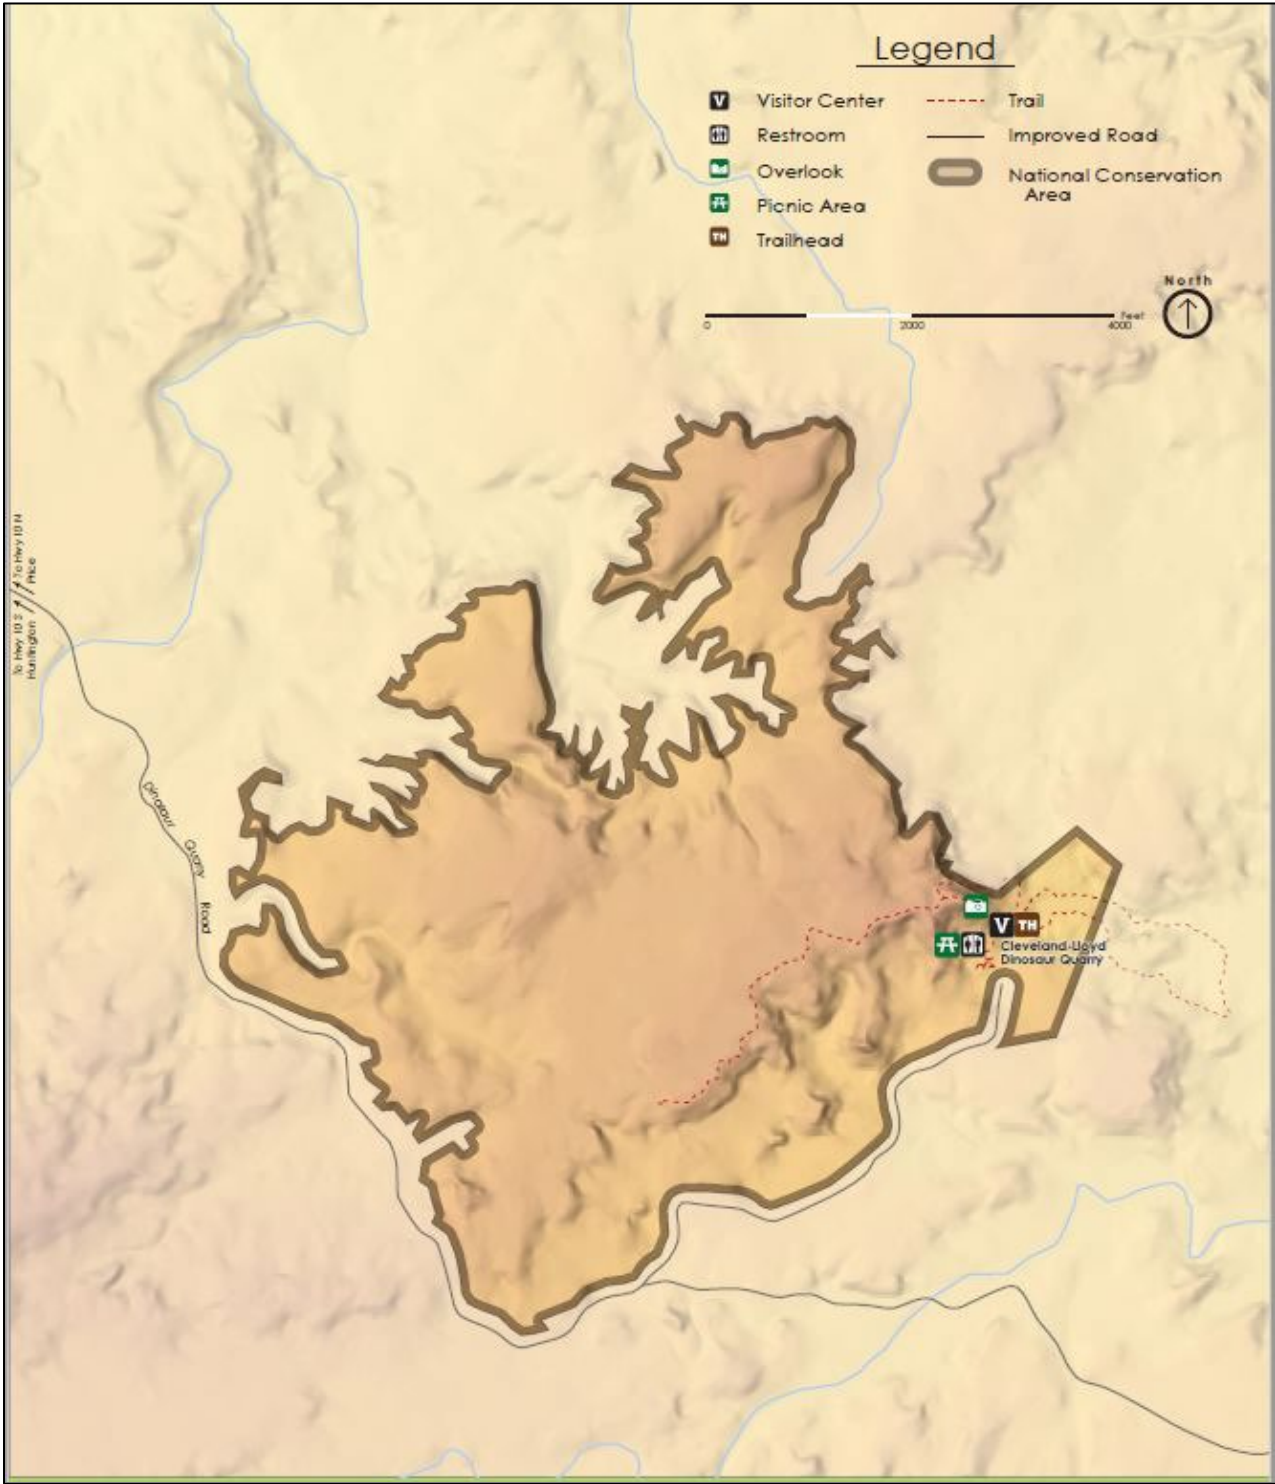 Legend
V Visitor Center
Restroom
Overlook
Picnic Area
TH Trailhead
Trail
Improved Road
National Conservation
Area
North
Feet
0 2000 4000
To Hwy 10 N
Price
To Hwy 10 S
Huntington
Dinosaur Quarry Road
V TH
Cleveland-Lloyd
Dinosaur Quarry